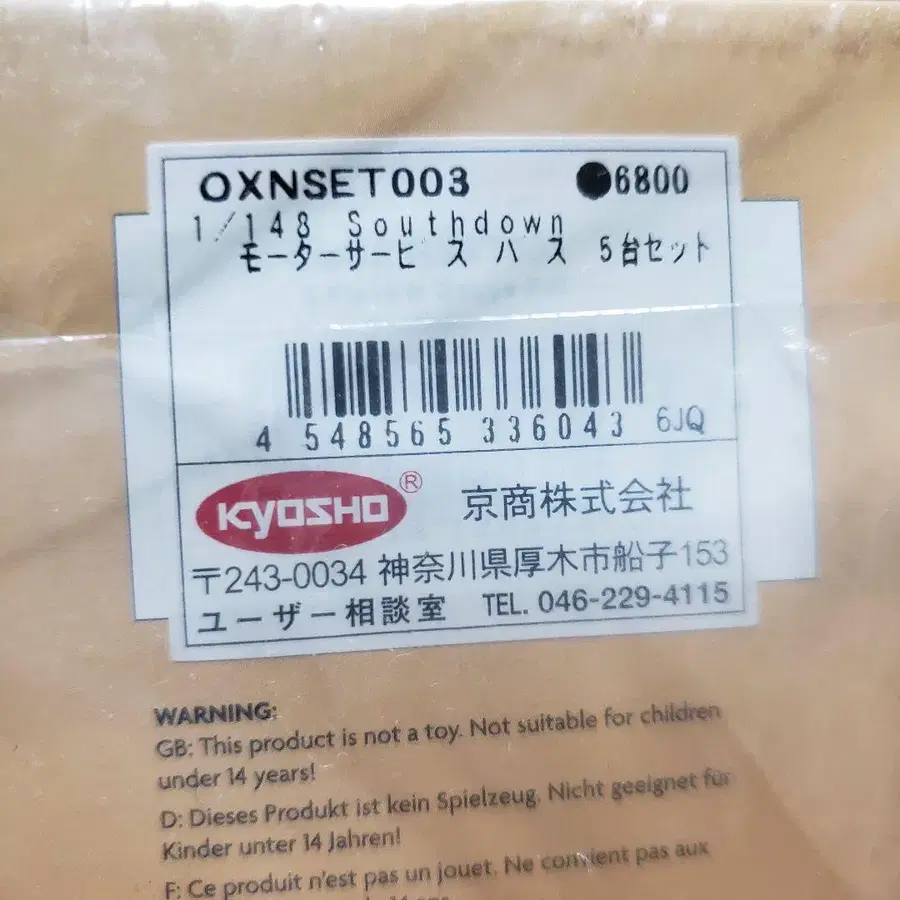 OXNSET003 ●6800
1/148 Southdown
モーターサービスバス 5台セット
4 548565 336043 6JQ
KYOSHO® 京商株式会社
〒243-0034 神奈川県厚木市船子153
ユーザー相談室 TEL. 046-229-4115
WARNING:
GB: This product is not a toy. Not suitable for children
under 14 years!
D: Dieses Produkt ist kein Spielzeug. Nicht geeignet für
Kinder unter 14 Jahren!
F: Ce produit n'est pas un jouet. Ne convient pas aux